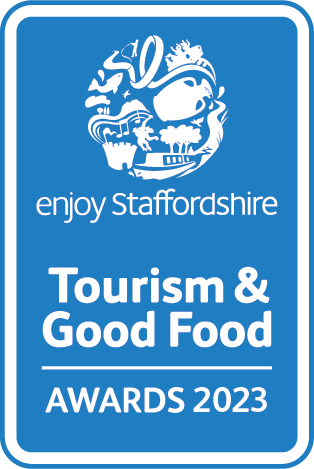 enjoy Staffordshire
Tourism &
Good Food
AWARDS 2023